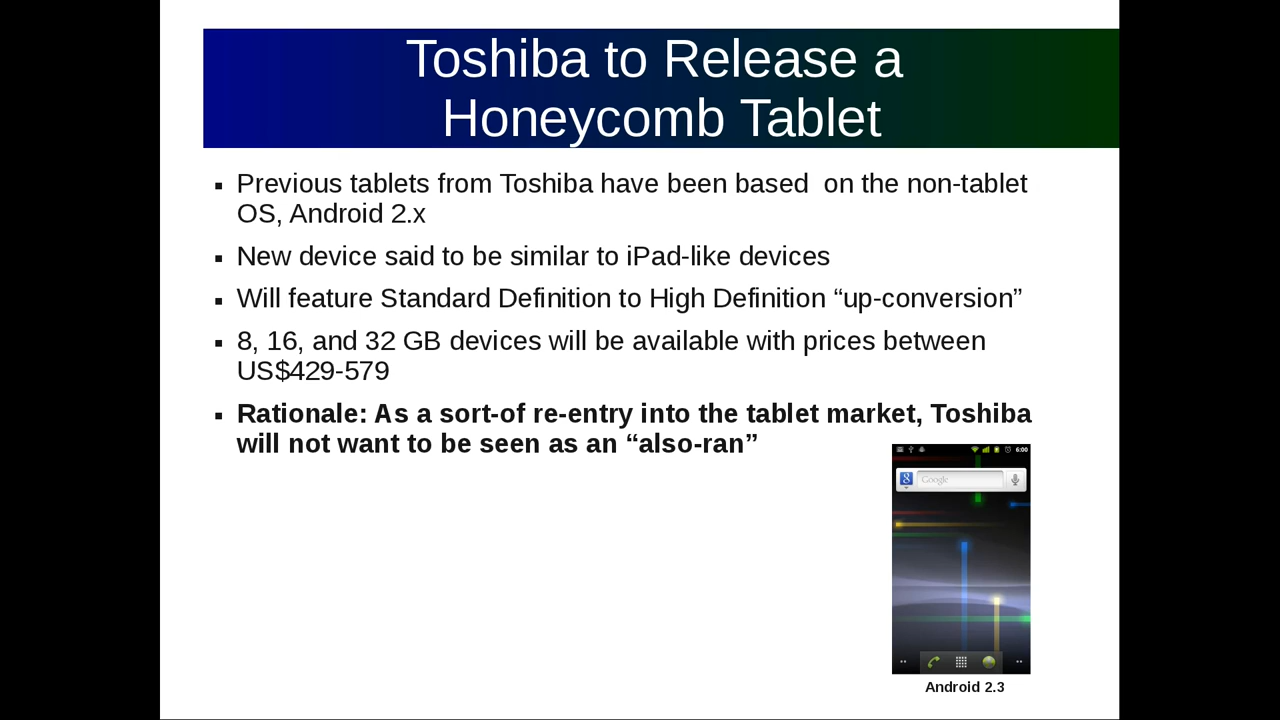 Toshiba to Release a
Honeycomb Tablet
▪ Previous tablets from Toshiba have been based  on the non-tablet
OS, Android 2.x
▪ New device said to be similar to iPad-like devices
▪ Will feature Standard Definition to High Definition “up-conversion”
▪ 8, 16, and 32 GB devices will be available with prices between
US$429-579
▪ Rationale: As a sort-of re-entry into the tablet market, Toshiba
will not want to be seen as an “also-ran”
6:00
8 Google
Android 2.3